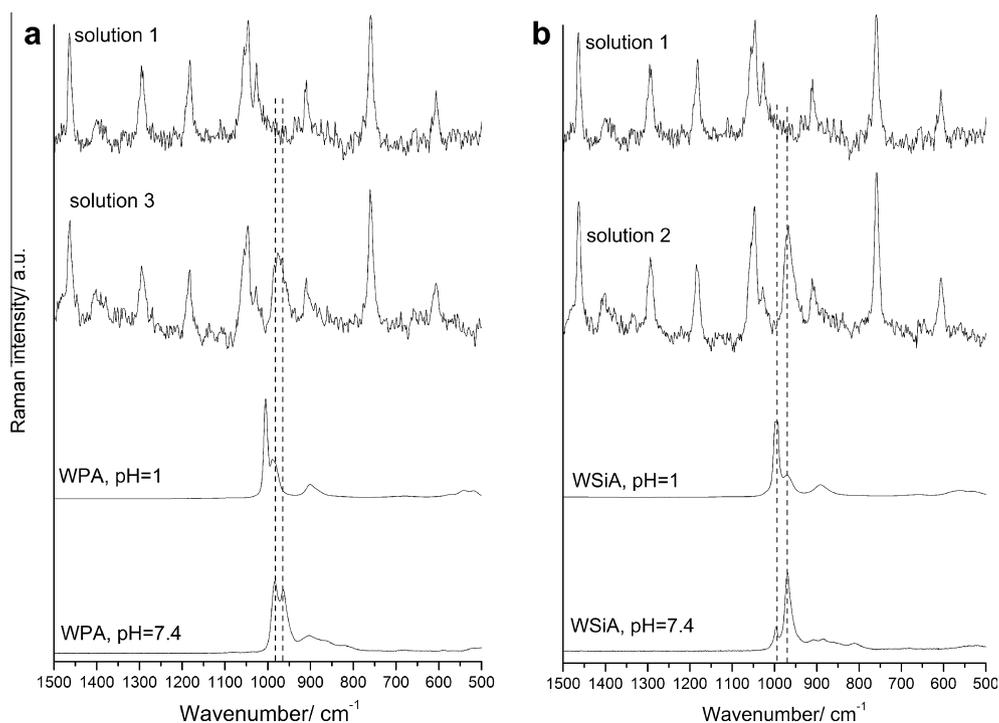 a
solution 1
solution 3
WPA, pH=1
WPA, pH=7.4
Raman intensity/ a.u.
1500 1400 1300 1200 1100 1000 900 800 700 600 500
Wavenumber/ cm⁻¹
b
solution 1
solution 2
WSiA, pH=1
WSiA, pH=7.4
1500 1400 1300 1200 1100 1000 900 800 700 600 500
Wavenumber/ cm⁻¹